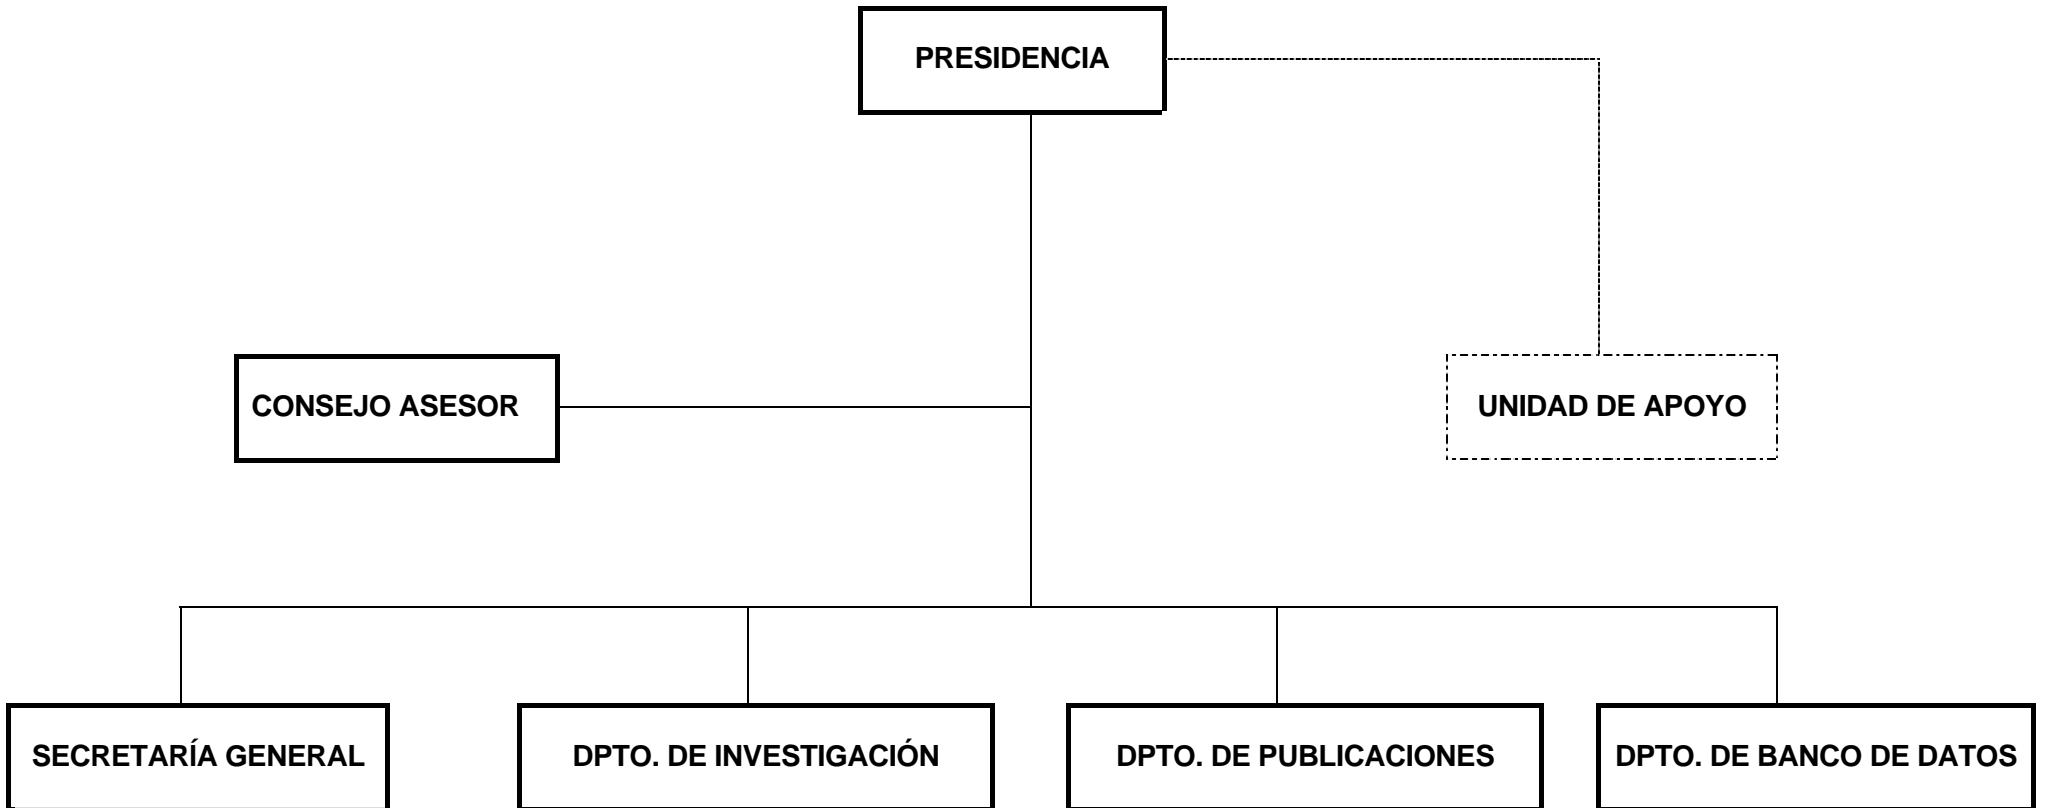 PRESIDENCIA
CONSEJO ASESOR
UNIDAD DE APOYO
SECRETARÍA GENERAL
DPTO. DE INVESTIGACIÓN
DPTO. DE PUBLICACIONES
DPTO. DE BANCO DE DATOS